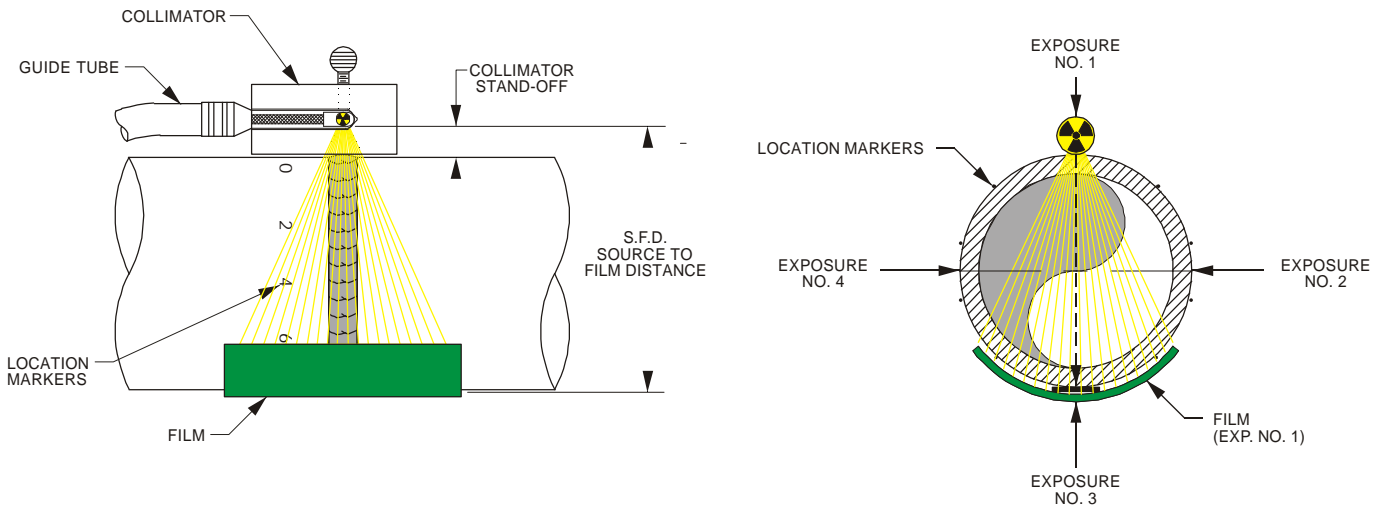 COLLIMATOR
GUIDE TUBE
COLLIMATOR
STAND-OFF
0
2
4
6
S.F.D.
SOURCE TO
FILM DISTANCE
LOCATION
MARKERS
FILM
EXPOSURE
NO. 1
LOCATION MARKERS
EXPOSURE
NO. 4
EXPOSURE
NO. 2
FILM
(EXP. NO. 1)
EXPOSURE
NO. 3